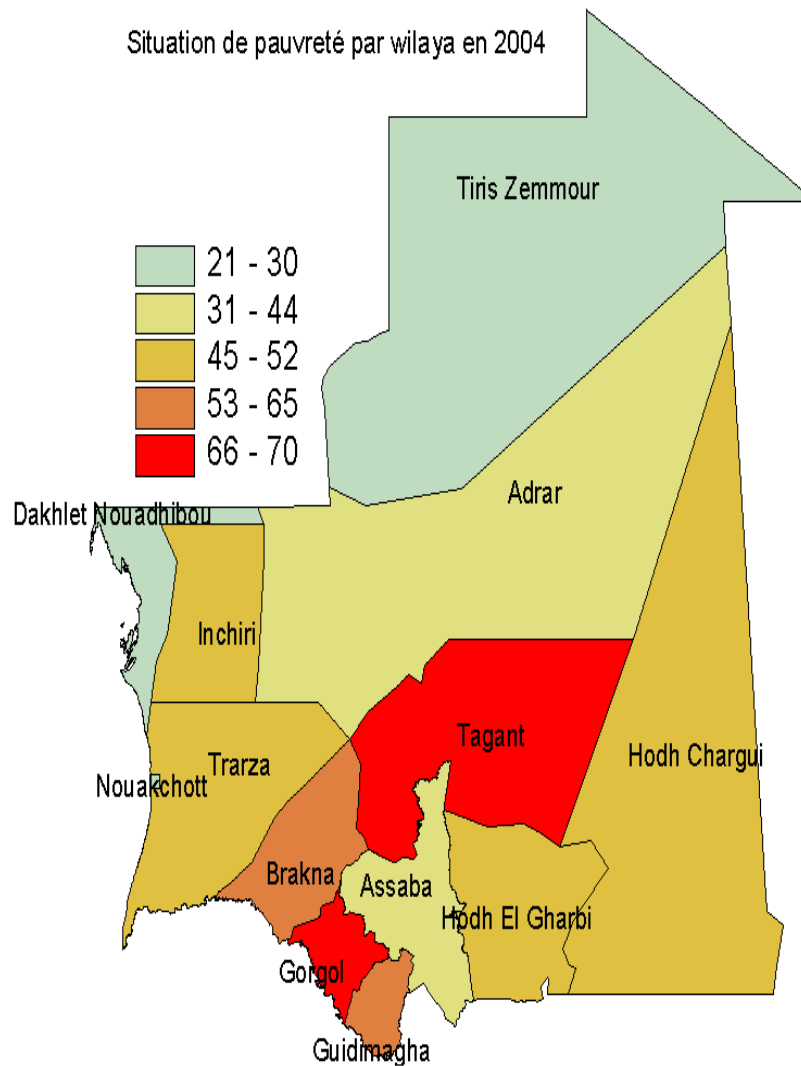 Situation de pauvreté par wilaya en 2004
Tiris Zemmour
21 - 30
31 - 44
45 - 52
53 - 65
66 - 70
Adrar
Dakhlet Nouadhibou
Inchiri
Tagant
Hodh Chargui
Trarza
Nouakchott
Brakna
Assaba
Hodh El Gharbi
Gorgol
Guidimagha